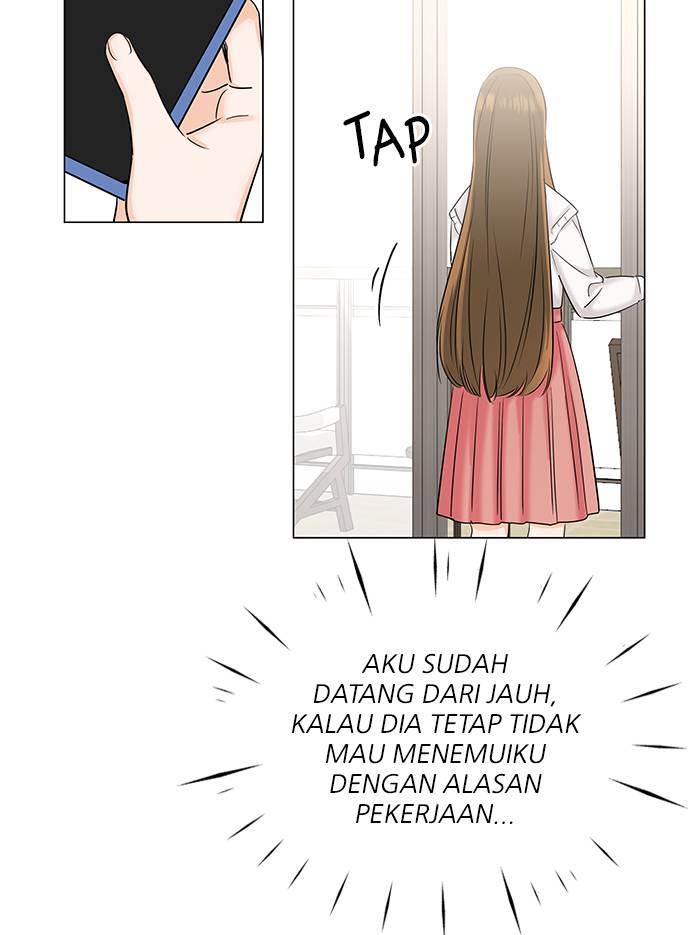 TAP
AKU SUDAH
DATANG DARI JAUH,
KALAU DIA TETAP TIDAK
MAU MENEMUIKU
DENGAN ALASAN
PEKERJAAN...